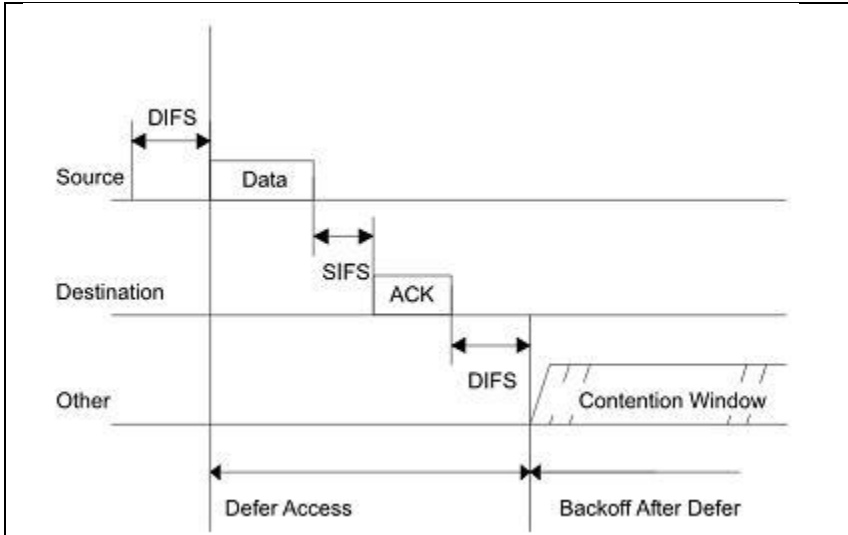 DIFS
Source
Data
SIFS
Destination
ACK
DIFS
Other
Contention Window
Defer Access
Backoff After Defer